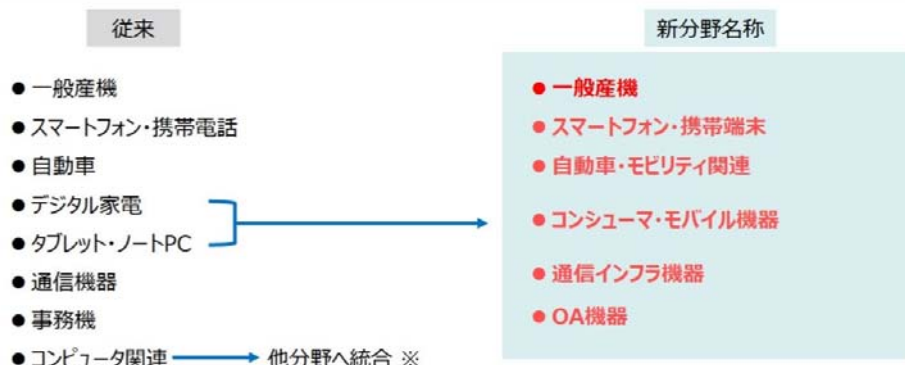 従来
● 一般産機
● スマートフォン・携帯電話
● 自動車
● デジタル家電
● タブレット・ノートPC
● 通信機器
● 事務機
● コンピュータ関連 他分野へ統合 ※
新分野名称
● 一般産機
● スマートフォン・携帯端末
● 自動車・モビリティ関連
● コンシューマ・モバイル機器
● 通信インフラ機器
● OA機器